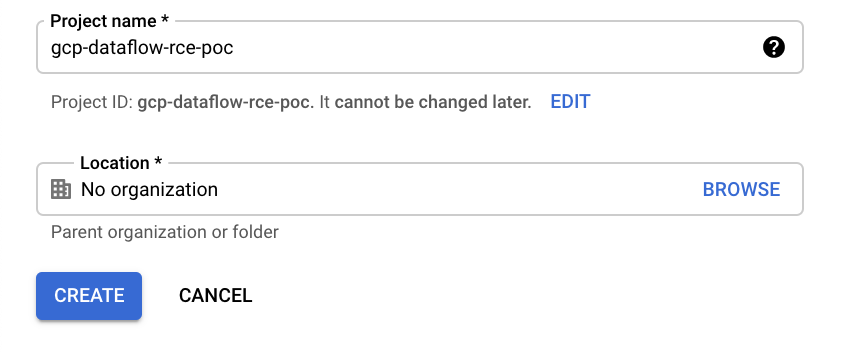 Project name *
gcp-dataflow-rce-poc
Project ID: gcp-dataflow-rce-poc. It cannot be changed later. EDIT
Location *
No organization BROWSE
Parent organization or folder
CREATE CANCEL